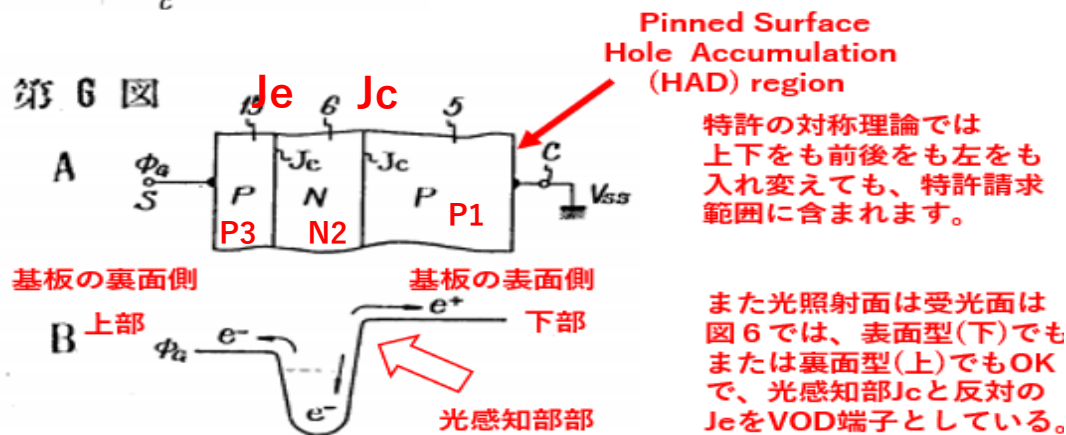 c
Pinned Surface
Hole Accumulation
(HAD) region
第 6 図
Je
Jc
15
6
5
A
Φa
S
Jc
Jc
P
N
P
C
Vss
P3
N2
P1
特許の対称理論では
上下をも前後をも左をも
入れ変えても、特許請求
範囲に含まれます。
基板の裏面側
基板の表面側
B
上部
Φa
e-
e+
下部
e-
光感知部部
また光照射面は受光面は
図6では、表面型(下)でも
または裏面型(上)でもOK
で、光感知部Jcと反対の
JeをVOD端子としている。